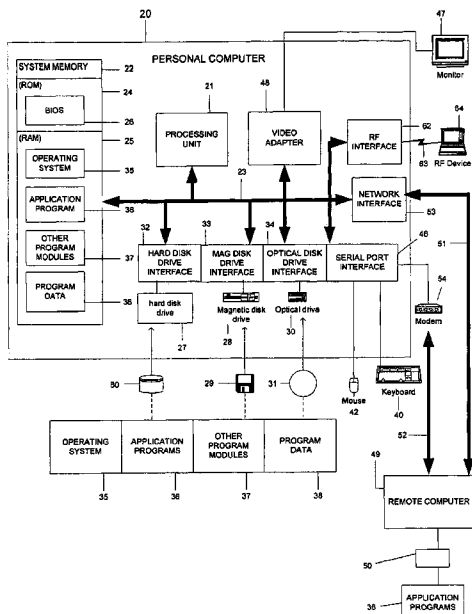 20
47
PERSONAL COMPUTER
SYSTEM MEMORY
22
(ROM)
24
BIOS
26
(RAM)
25
OPERATING
SYSTEM
35
APPLICATION
PROGRAM
36
OTHER
PROGRAM
MODULES
37
PROGRAM
DATA
38
21
PROCESSING
UNIT
48
VIDEO
ADAPTER
Monitor
RF
INTERFACE
62
64
63
RF Device
23
NETWORK
INTERFACE
53
51
32
33
34
HARD DISK
DRIVE
INTERFACE
MAG DISK
DRIVE
INTERFACE
OPTICAL DISK
DRIVE
INTERFACE
SERIAL PORT
INTERFACE
46
hard disk
drive
27
Magnetic disk
drive
28
Optical drive
30
54
Modem
60
29
31
Mouse
42
Keyboard
40
52
OPERATING
SYSTEM
APPLICATION
PROGRAMS
OTHER
PROGRAM
MODULES
PROGRAM
DATA
35
36
37
38
49
REMOTE COMPUTER
50
APPLICATION
PROGRAMS
36